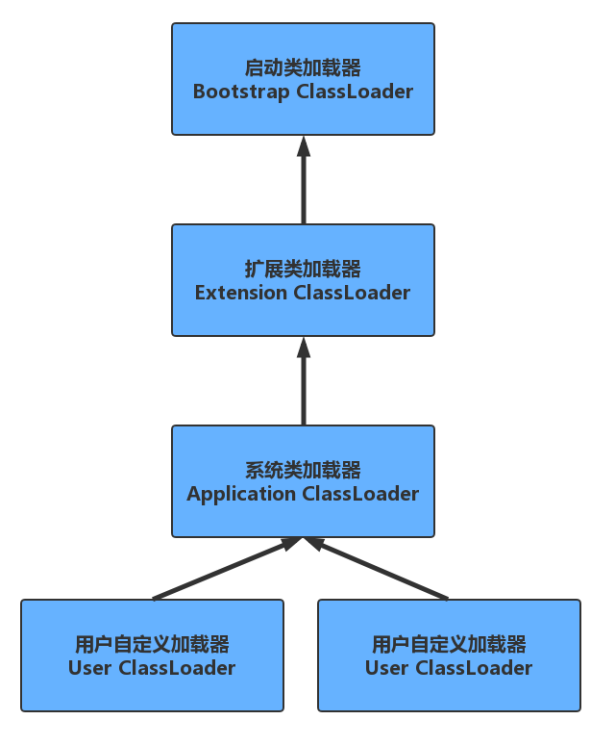 启动类加载器
Bootstrap ClassLoader
扩展类加载器
Extension ClassLoader
系统类加载器
Application ClassLoader
用户自定义加载器
User ClassLoader
用户自定义加载器
User ClassLoader